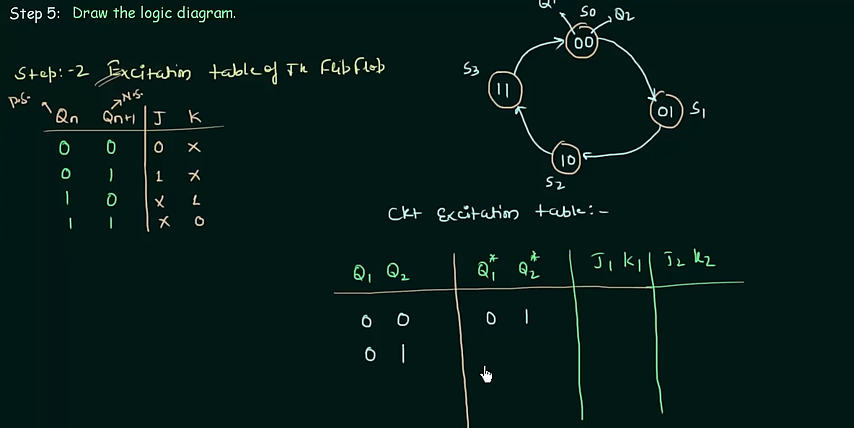 Step 5: Draw the logic diagram.
Step:-2 Excitation table of Jk FlibFlob
P.S. N.S.
Qn Qn+1 J K
0 0 0 x
0 1 1 x
1 0 x 1
1 1 x 0
Q1 S0 Q2
00
S3 11
01 S1
10
S2
Ckt Excitation table:-
Q1 Q2 Q1* Q2* J1 K1 J2 K2
0 0 0 1
0 1